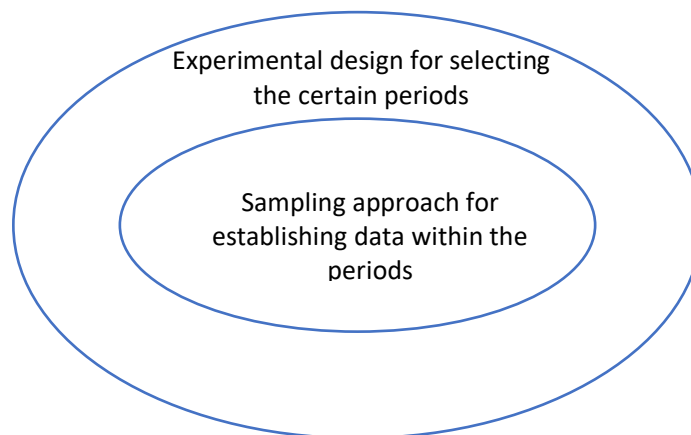 Experimental design for selecting
the certain periods
Sampling approach for
establishing data within the
periods